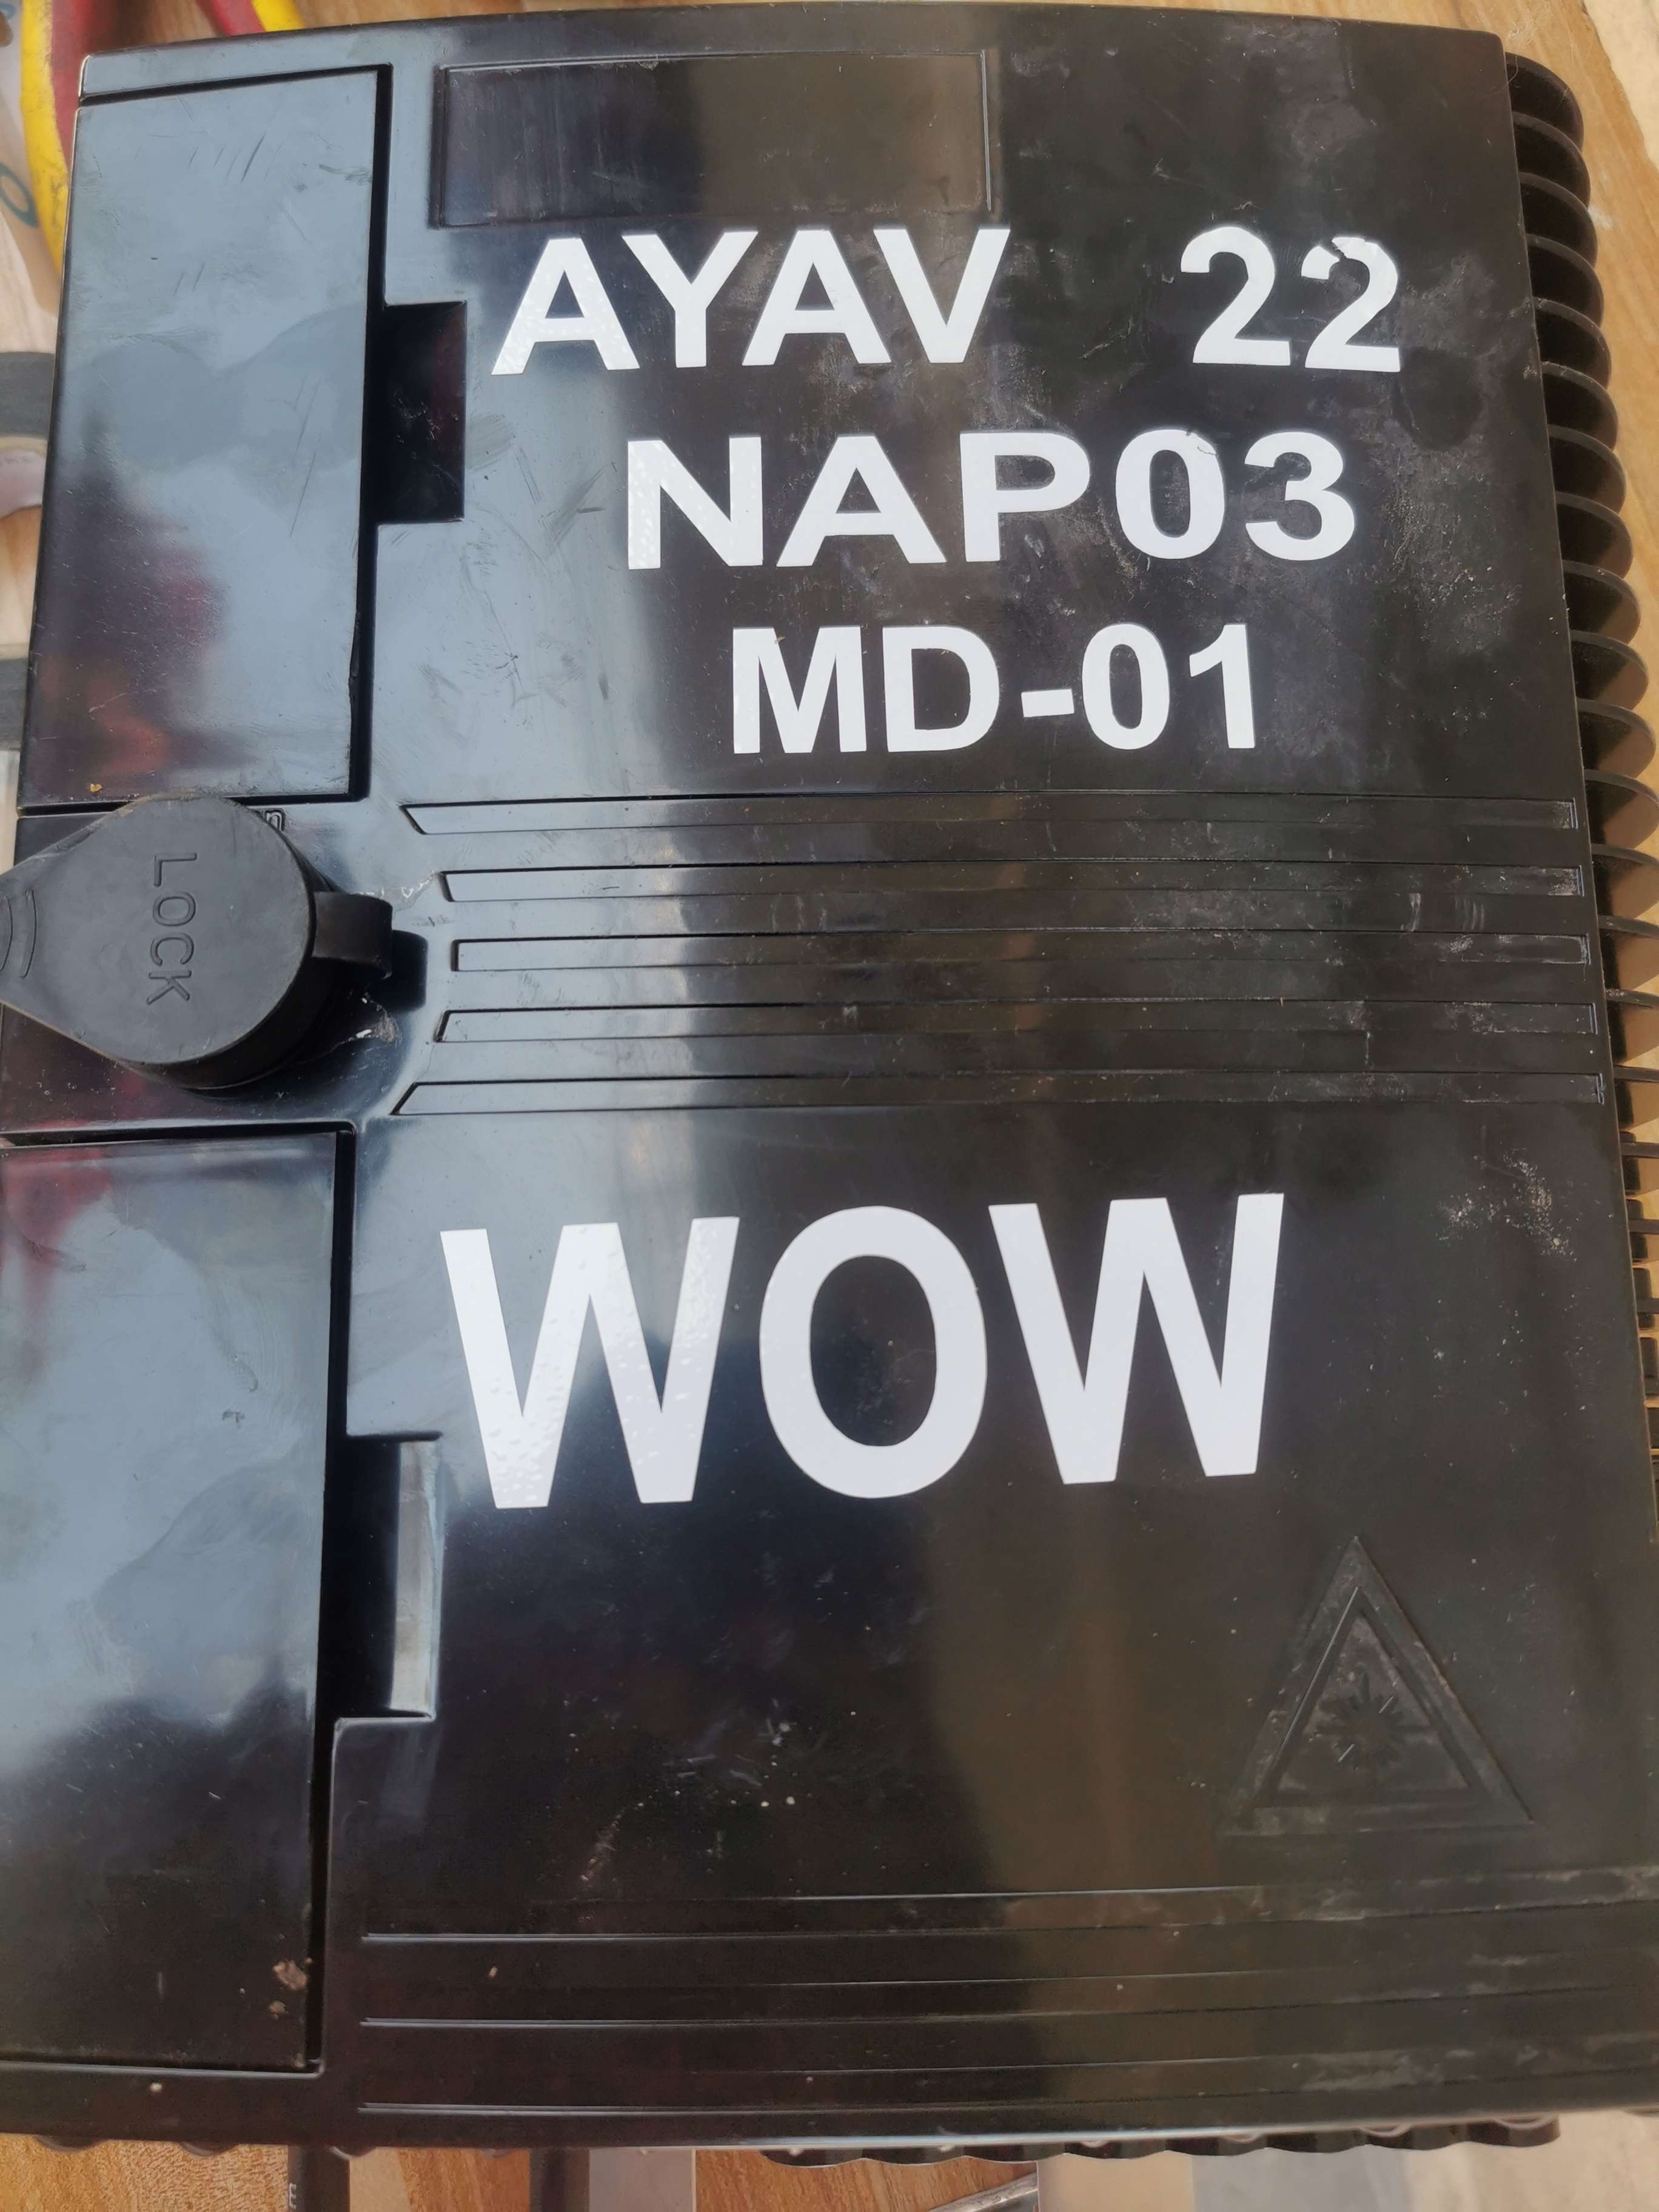 AYAV 22
NAP03
MD-01
LOCK
WOW